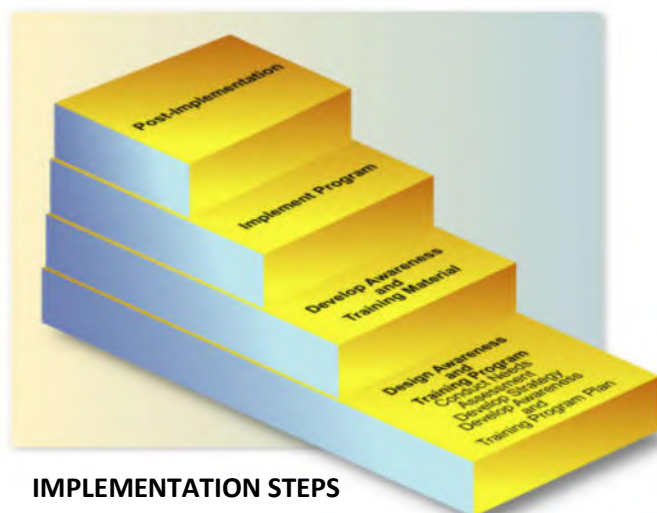 Post-Implementation
Implement Program
Develop Awareness
and
Training Material
Design Awareness
and
Training Program
Conduct Needs
Assessment
Develop Strategy
Develop Awareness
and
Training Program Plan
IMPLEMENTATION STEPS